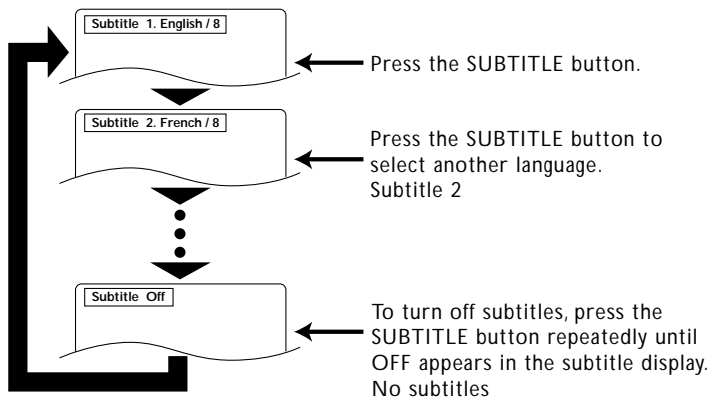 Subtitle 1. English / 8
Press the SUBTITLE button.
Subtitle 2. French / 8
Press the SUBTITLE button to
select another language.
Subtitle 2
Subtitle Off
To turn off subtitles, press the
SUBTITLE button repeatedly until
OFF appears in the subtitle display.
No subtitles